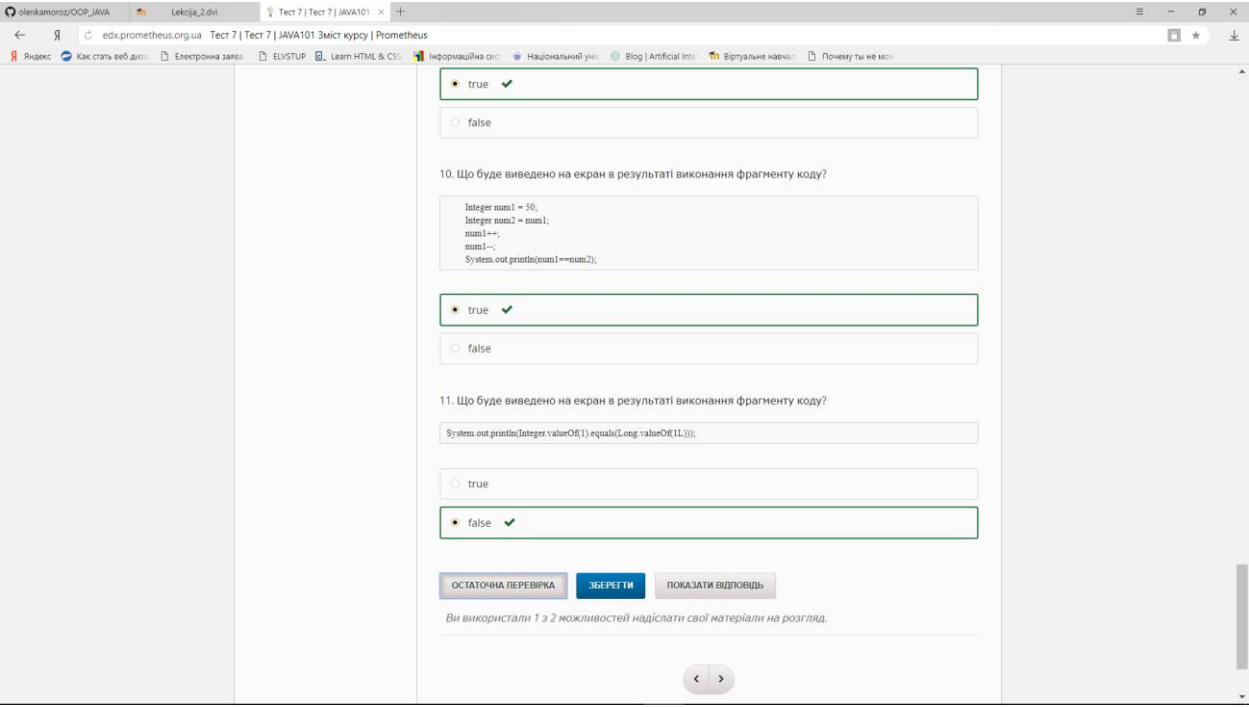 olenkamoroz/OOP_JAVA
Lekcija_2.dvi
Тест 7 | Тест 7 | JAVA101
edx.prometheus.org.ua Тест 7 | Тест 7 | JAVA101 Зміст курсу | Prometheus
Яндекс
Как стать веб диза
Електронна заява
ELVSTUP
Learn HTML & CSS
Інформаційна сис
Національний уні
Blog | Artificial Inte
Віртуальне навча
Почему ты не мо
true
false
10. Що буде виведено на екран в результаті виконання фрагменту коду?
Integer num1 = 50;
Integer num2 = num1;
num1++;
num1--;
System.out.println(num1==num2);
true
false
11. Що буде виведено на екран в результаті виконання фрагменту коду?
System.out.println(Integer.valueOf(1).equals(Long.valueOf(1L)));
true
false
ОСТАТОЧНА ПЕРЕВІРКА
ЗБЕРЕГТИ
ПОКАЗАТИ ВІДПОВІДЬ
Ви використали 1 з 2 можливостей надіслати свої матеріали на розгляд.